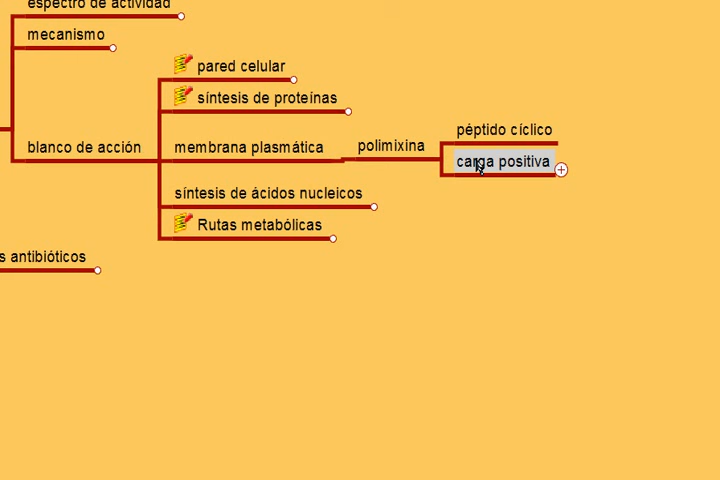 espectro de actividad
mecanismo
pared celular
síntesis de proteínas
péptido cíclico
polimixina
blanco de acción
membrana plasmática
carga positiva
síntesis de ácidos nucleicos
Rutas metabólicas
s antibióticos